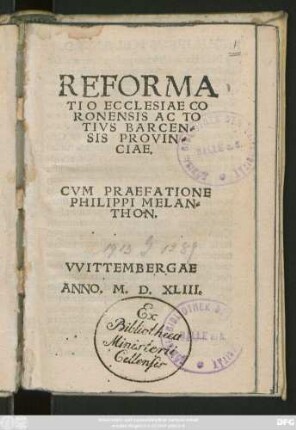 REFORMA
TIO ECCLESIAE CO
RONENSIS AC TO
TIVS BARCEN-
SIS PROVIN-
CIAE.
CVM PRAEFATIONE
PHILIPPI MELAN-
THON.
VVITTEMBERGAE
ANNO. M. D. XLIII.
Ex
Bibliotheca
Ministerii
Cellensis